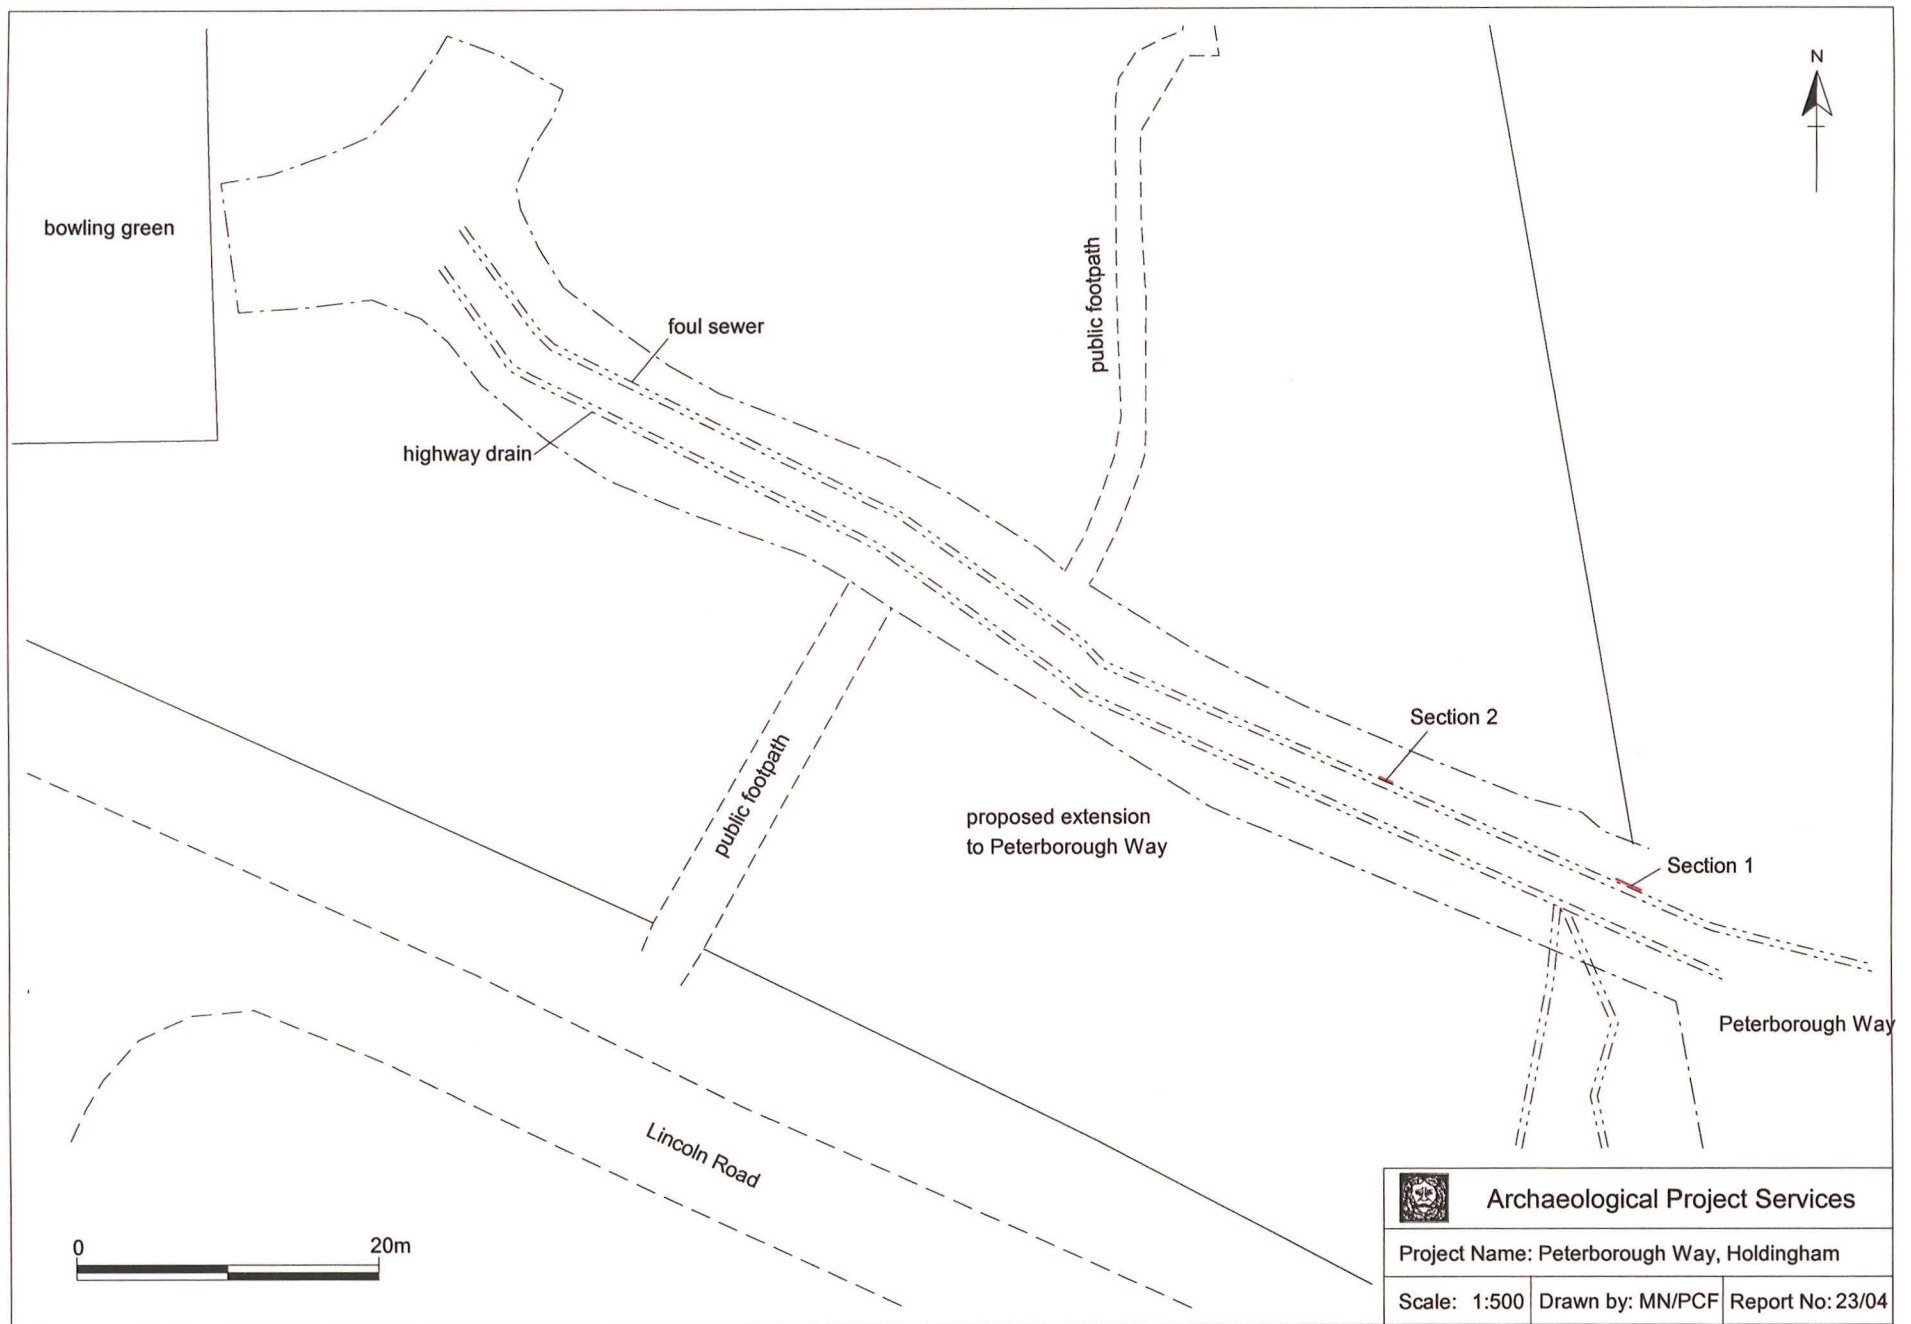 N
bowling green
public footpath
foul sewer
highway drain
Section 2
public footpath
proposed extension
to Peterborough Way
Section 1
Peterborough Way
Lincoln Road
0 20m
Archaeological Project Services
Project Name: Peterborough Way, Holdingham
Scale: 1:500 Drawn by: MN/PCF Report No: 23/04